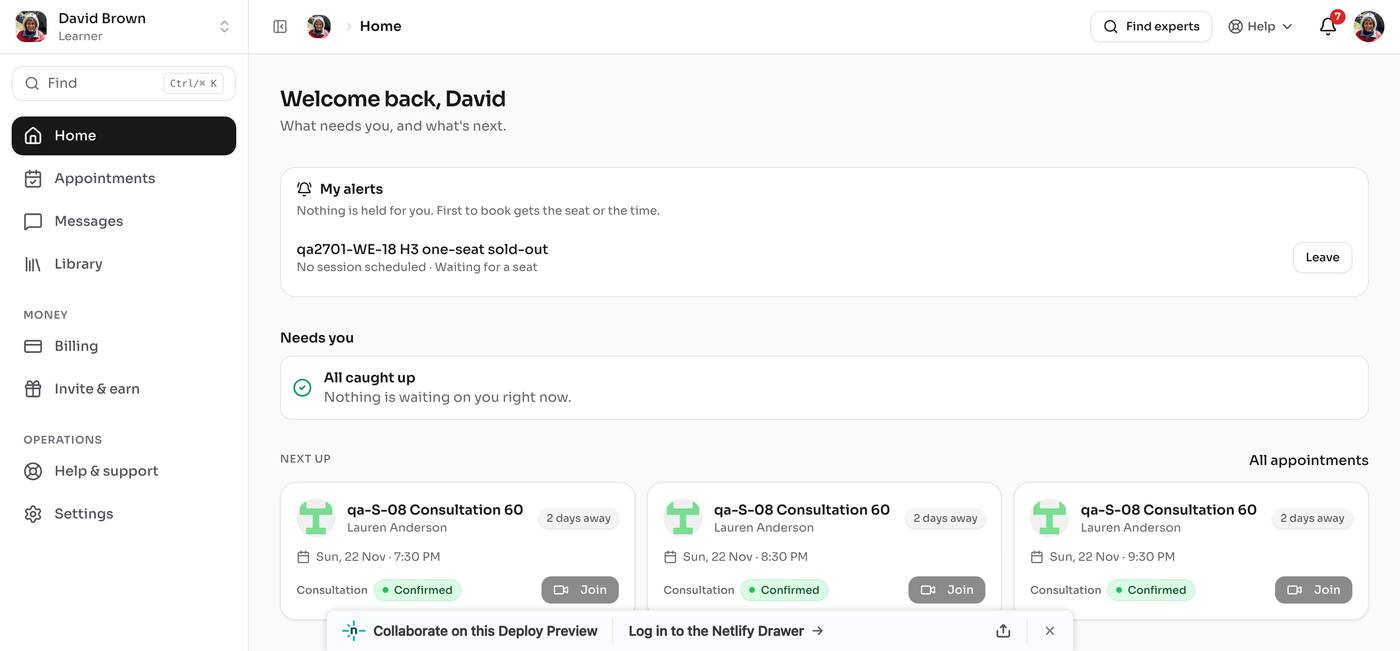 David Brown
Learner
Find
Ctrl/⌘ K
Home
Appointments
Messages
Library
MONEY
Billing
Invite & earn
OPERATIONS
Help & support
Settings
Home
Find experts
Help
7
Welcome back, David
What needs you, and what's next.
My alerts
Nothing is held for you. First to book gets the seat or the time.
qa2701-WE-18 H3 one-seat sold-out
No session scheduled · Waiting for a seat
Leave
Needs you
All caught up
Nothing is waiting on you right now.
NEXT UP
All appointments
qa-S-08 Consultation 60
Lauren Anderson
2 days away
Sun, 22 Nov · 7:30 PM
Consultation
Confirmed
Join
qa-S-08 Consultation 60
Lauren Anderson
2 days away
Sun, 22 Nov · 8:30 PM
Consultation
Confirmed
Join
qa-S-08 Consultation 60
Lauren Anderson
2 days away
Sun, 22 Nov · 9:30 PM
Consultation
Confirmed
Join
Collaborate on this Deploy Preview
Log in to the Netlify Drawer →